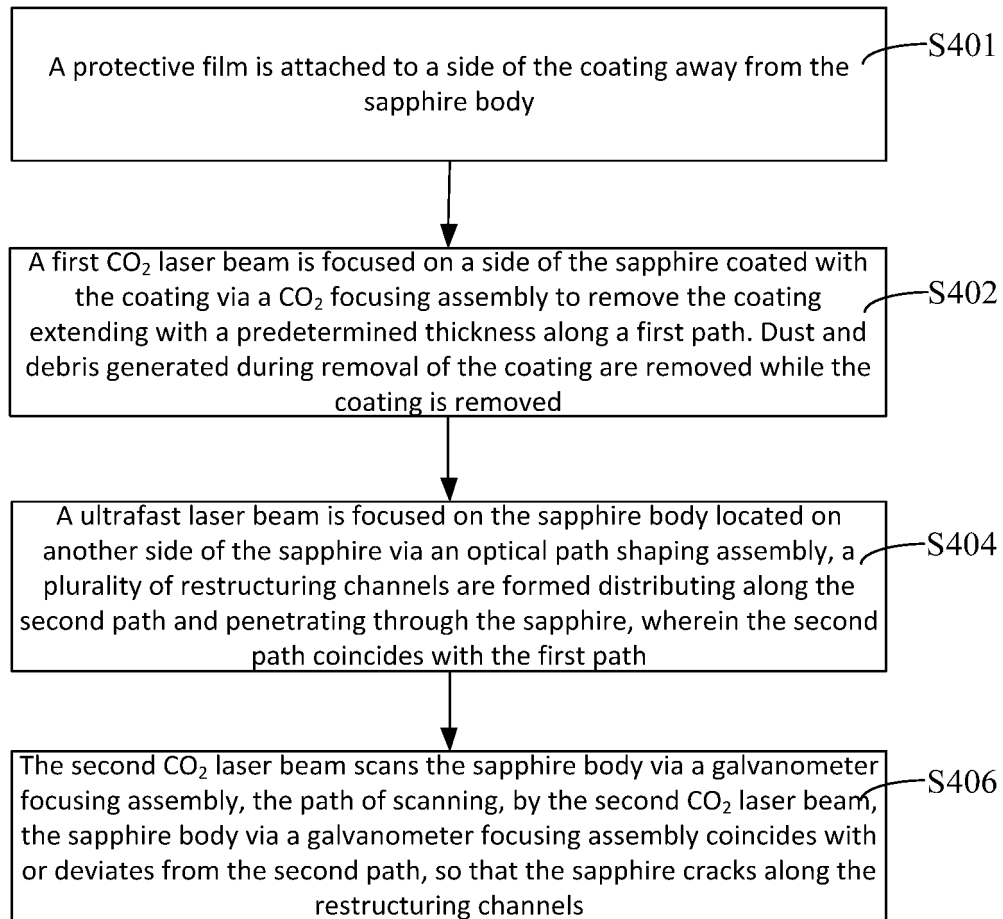 S401
A protective film is attached to a side of the coating away from the
sapphire body
A first CO₂ laser beam is focused on a side of the sapphire coated with
S402
the coating via a CO₂ focusing assembly to remove the coating
extending with a predetermined thickness along a first path. Dust and
debris generated during removal of the coating are removed while the
coating is removed
A ultrafast laser beam is focused on the sapphire body located on
S404
another side of the sapphire via an optical path shaping assembly, a
plurality of restructuring channels are formed distributing along the
second path and penetrating through the sapphire, wherein the second
path coincides with the first path
The second CO₂ laser beam scans the sapphire body via a galvanometer
S406
focusing assembly, the path of scanning, by the second CO₂ laser beam,
the sapphire body via a galvanometer focusing assembly coincides with
or deviates from the second path, so that the sapphire cracks along the
restructuring channels